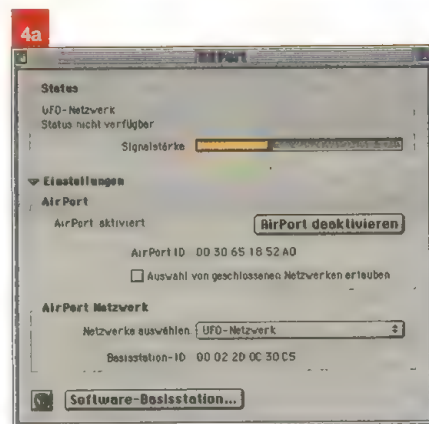 4a
AirPort
Status
UFO-Netzwerk
Status nicht verfügbar
Signalstärke
Einstellungen
AirPort
AirPort aktiviert
AirPort deaktivieren
AirPort ID 00 30 65 18 52 A0
Auswahl von geschlossenen Netzwerken erlauben
AirPort Netzwerk
Netzwerke auswählen UFO-Netzwerk
Basisstation-ID 00 02 2D 0C 30 C5
Software-Basisstation...